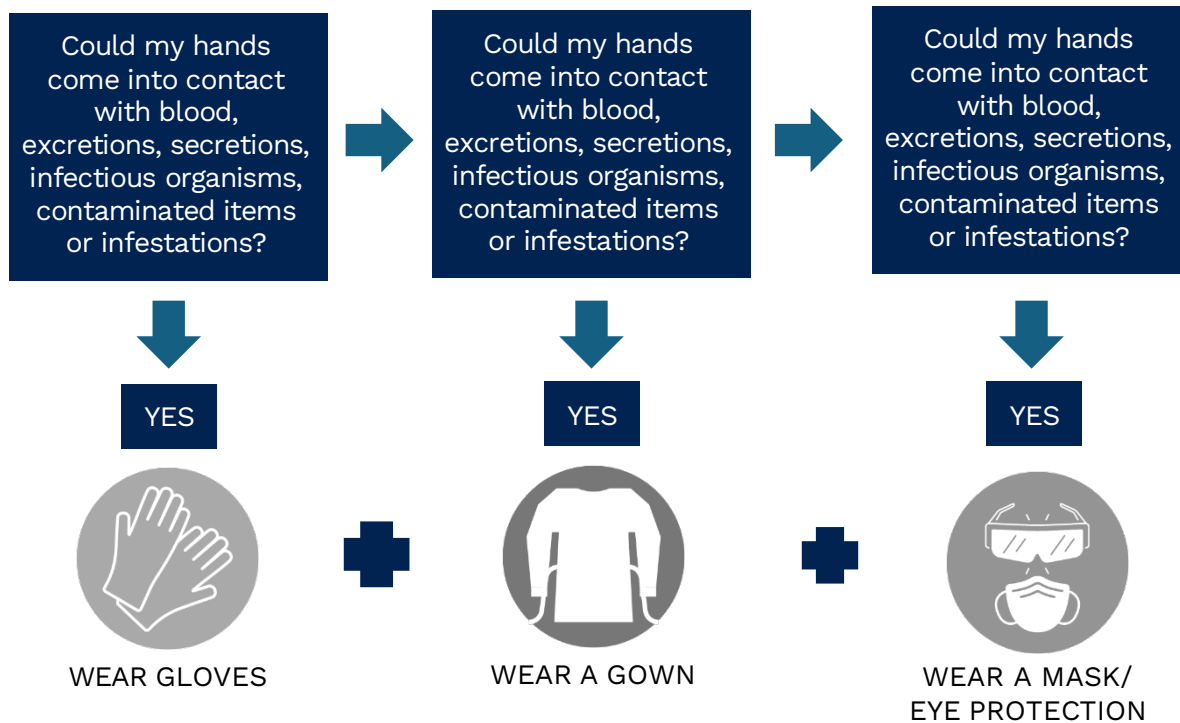 Could my hands
come into contact
with blood,
excretions, secretions,
infectious organisms,
contaminated items
or infestations?
Could my hands
come into contact
with blood,
excretions, secretions,
infectious organisms,
contaminated items
or infestations?
Could my hands
come into contact
with blood,
excretions, secretions,
infectious organisms,
contaminated items
or infestations?
YES
YES
YES
WEAR GLOVES
WEAR A GOWN
WEAR A MASK/
EYE PROTECTION